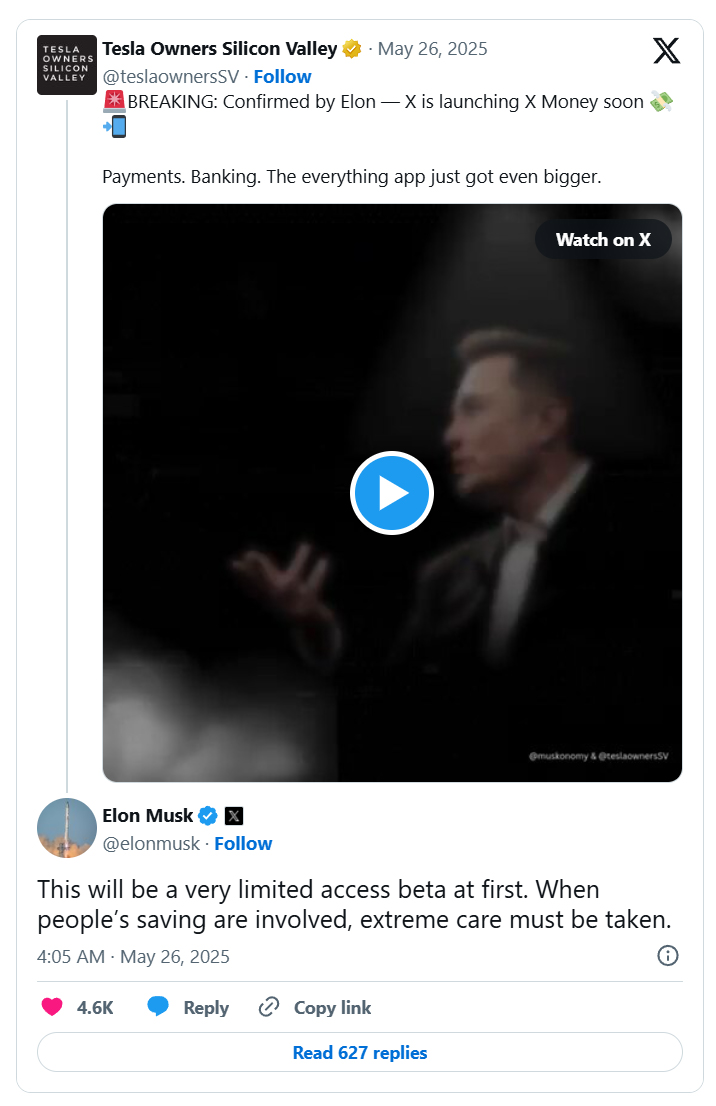 TESLA
OWNERS
SILICON
VALLEY
Tesla Owners Silicon Valley · May 26, 2025
@teslaownersSV · Follow
🚨BREAKING: Confirmed by Elon — X is launching X Money soon 💸
📲
Payments. Banking. The everything app just got even bigger.
Watch on X
@muskonomy & @teslaownersSV
Elon Musk
@elonmusk · Follow
This will be a very limited access beta at first. When
people’s saving are involved, extreme care must be taken.
4:05 AM · May 26, 2025
4.6K Reply Copy link
Read 627 replies